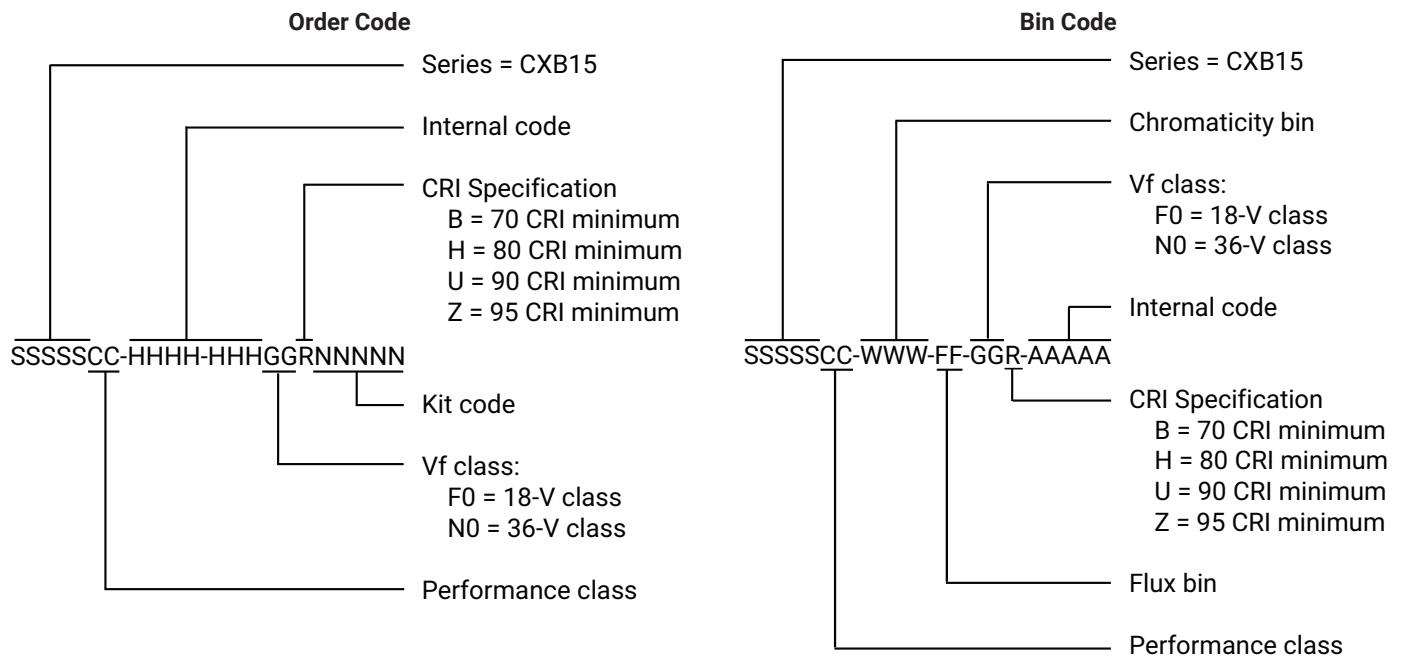 Order Code
Series = CXB15
Internal code
CRI Specification
B = 70 CRI minimum
H = 80 CRI minimum
U = 90 CRI minimum
Z = 95 CRI minimum
SSSSSCC-HHHH-HHHGGRNNNNN
Kit code
Vf class:
F0 = 18-V class
N0 = 36-V class
Performance class
Bin Code
Series = CXB15
Chromaticity bin
Vf class:
F0 = 18-V class
N0 = 36-V class
Internal code
SSSSSCC-WWW-FF-GGR-AAAAA
CRI Specification
B = 70 CRI minimum
H = 80 CRI minimum
U = 90 CRI minimum
Z = 95 CRI minimum
Flux bin
Performance class